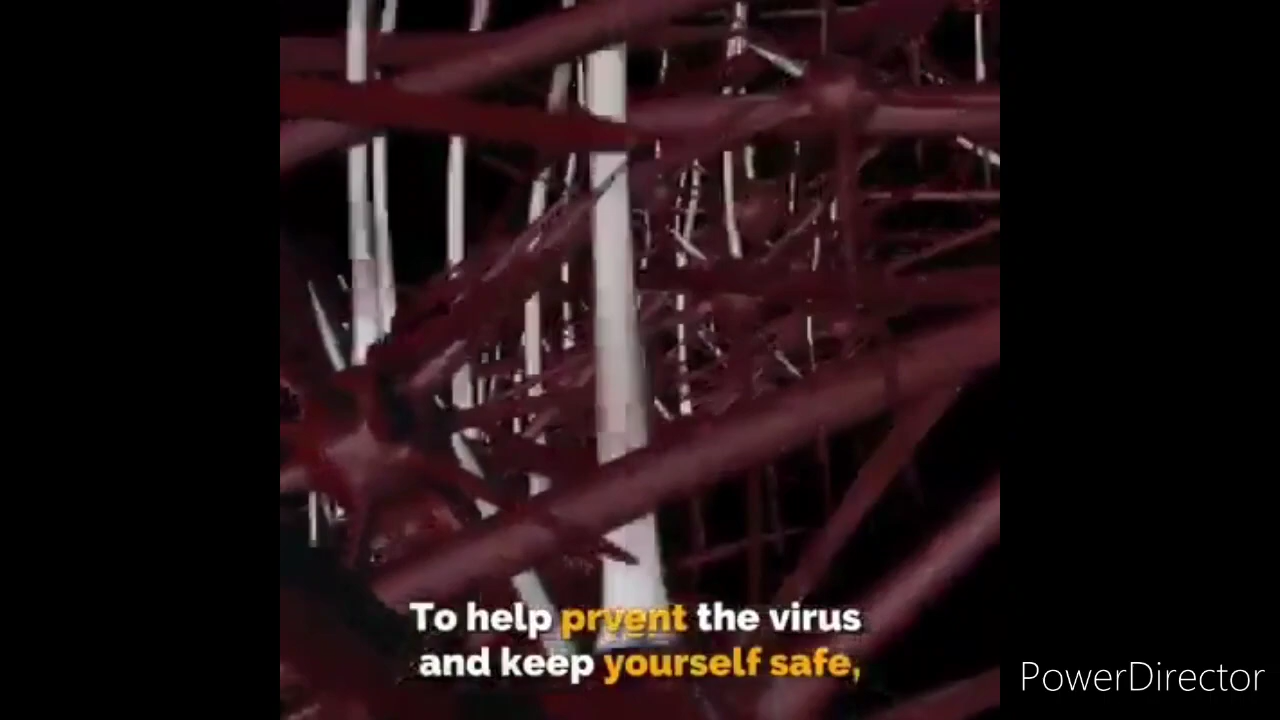 To help prvent the virus
and keep yourself safe,
PowerDirector